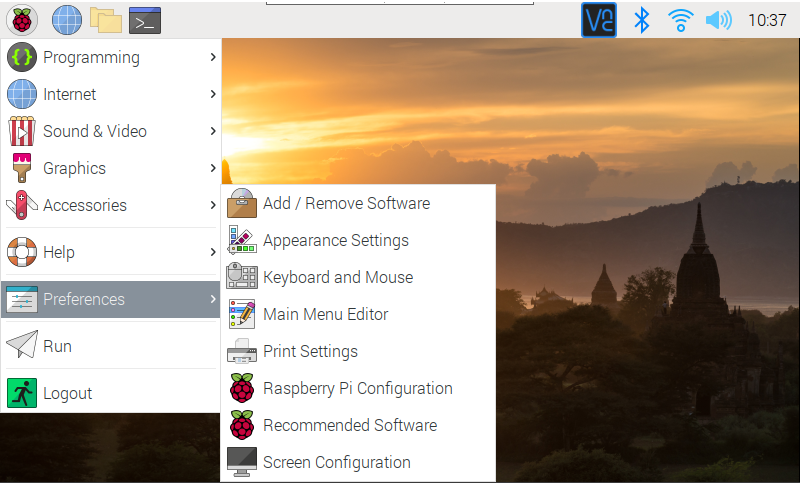 VNC
10:37
Programming
Internet
Sound & Video
Graphics
Accessories
Help
Preferences
Run
Logout
Add / Remove Software
Appearance Settings
Keyboard and Mouse
Main Menu Editor
Print Settings
Raspberry Pi Configuration
Recommended Software
Screen Configuration